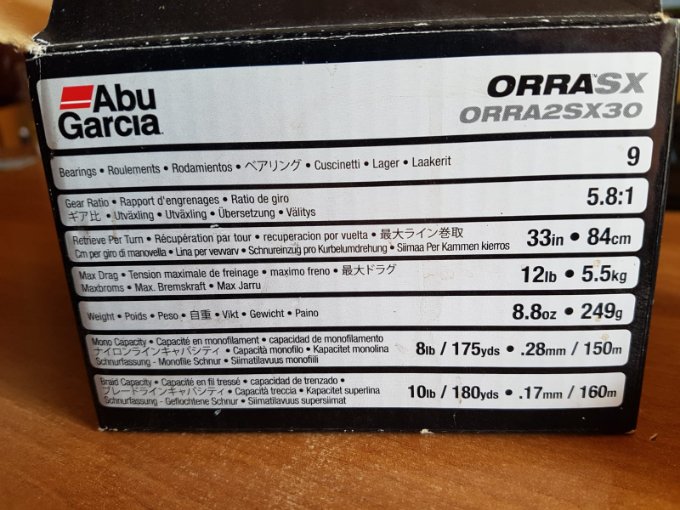 Abu
Garcia
ORRA SX
ORRA2SX30
Bearings • Roulements • Rodamientos • ベアリング • Cuscinetti • Lager • Laakerit
9
Gear Ratio • Rapport d'engrenages • Ratio de giro
ギア比 • Utväxling • Utväxling • Übersetzung • Välitys
5.8:1
Retrieve Per Turn • Récupération par tour • recuperacion por vuelta • 最大ライン巻取
Cm per giro di manovella • Lina per vevvarv • Schnureinzug pro Kurbelumdrehung • Siimaa Per Kammen kierros
33in • 84cm
Max Drag • Tension maximale de freinage • maximo freno • 最大ドラグ
Maxbroms • Max. Bremskraft • Max Jarru
12lb • 5.5kg
Weight • Poids • Peso • 自重 • Vikt • Gewicht • Paino
8.8oz • 249g
Mono Capacity • Capacité en monofilament • capacidad de monofilamento
ナイロンラインキャパシティ • Capacità monofilo • Kapacitet monolina
Schnurfassung - Monofile Schnur • Siimatilavuus monofiili
8lb / 175yds • .28mm / 150m
Braid Capacity • Capacité en fil tressé • capacidad de trenzado •
ブレードラインキャパシティ • Capacità treccia • Kapacitet superlina
Schnurfassung - Geflochtene Schnur • Siimatilavuus supersiimat
10lb / 180yds • .17mm / 160m